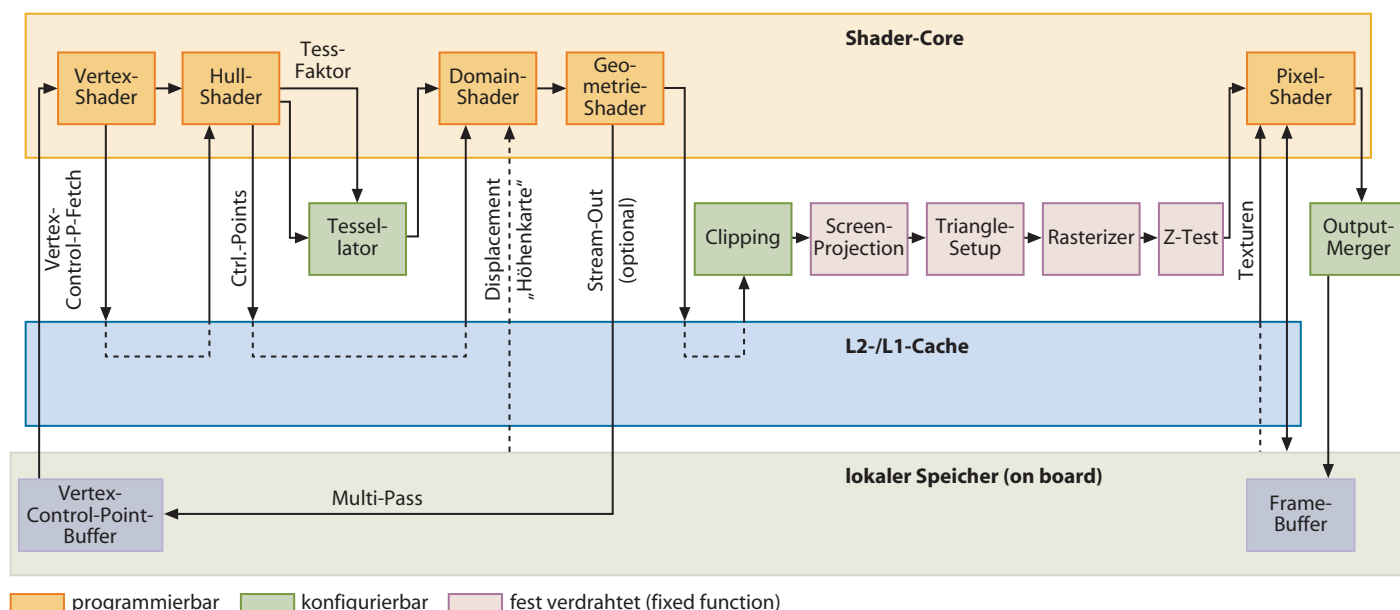 Shader-Core
Vertex-
Shader
Hull-
Shader
Tess-
Faktor
Domain-
Shader
Geo-
metrie-
Shader
Pixel-
Shader
Vertex-
Control-P-Fetch
Ctrl.-Points
Tessel-
lator
Displacement
„Höhenkarte“
Stream-Out
(optional)
Clipping
Screen-
Projection
Triangle-
Setup
Rasterizer
Z-Test
Texturen
Output-
Merger
L2-/L1-Cache
lokaler Speicher (on board)
Vertex-
Control-Point-
Buffer
Multi-Pass
Frame-
Buffer
programmierbar
konfigurierbar
fest verdrahtet (fixed function)